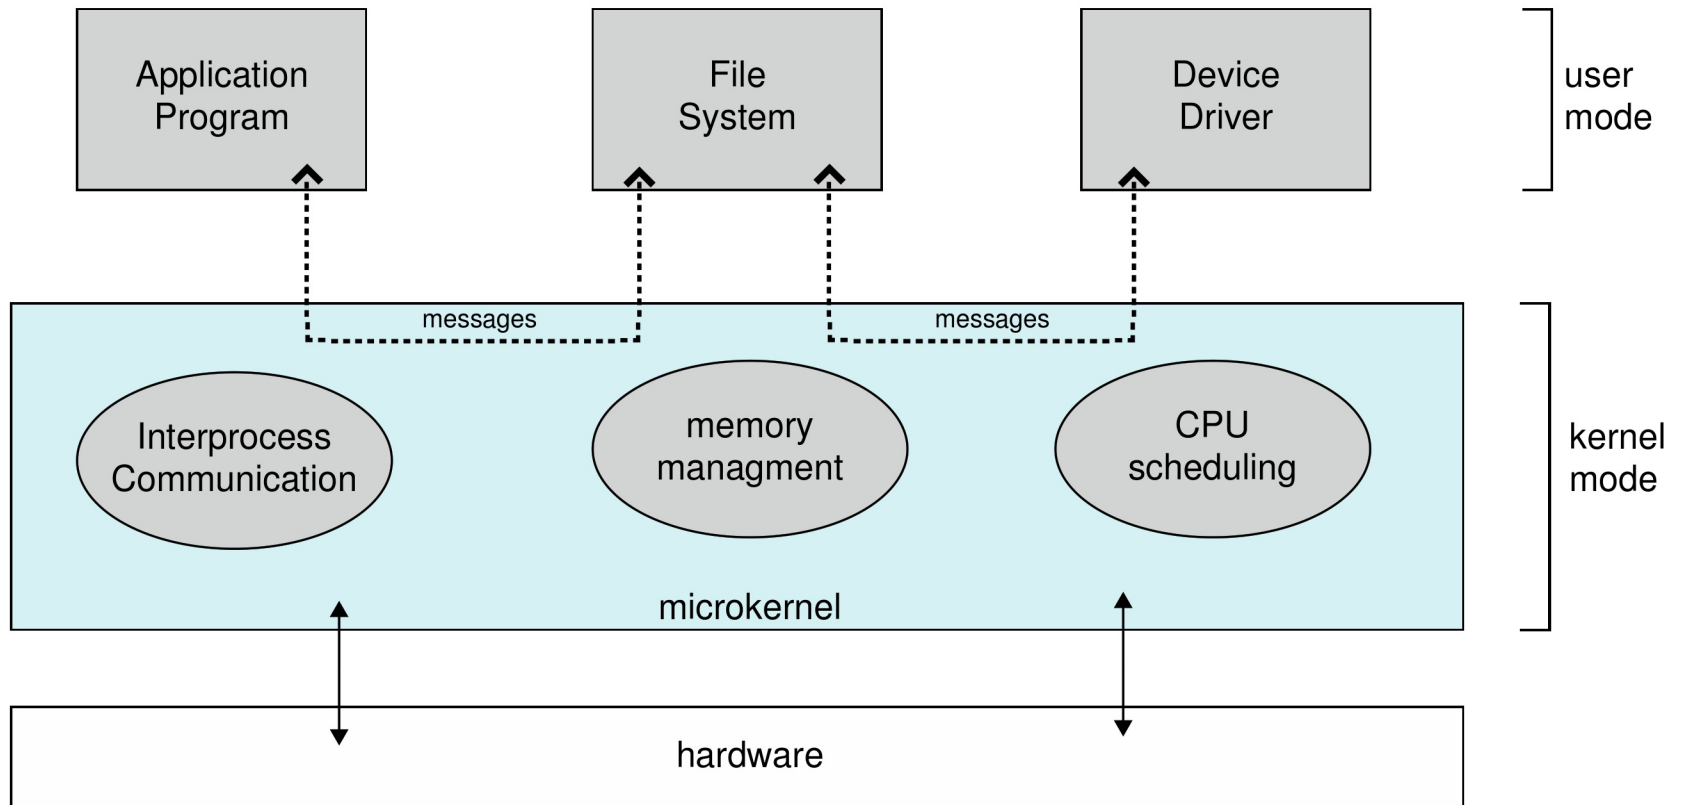 Application
Program
File
System
Device
Driver
user
mode
messages
messages
Interprocess
Communication
memory
managment
CPU
scheduling
kernel
mode
microkernel
hardware